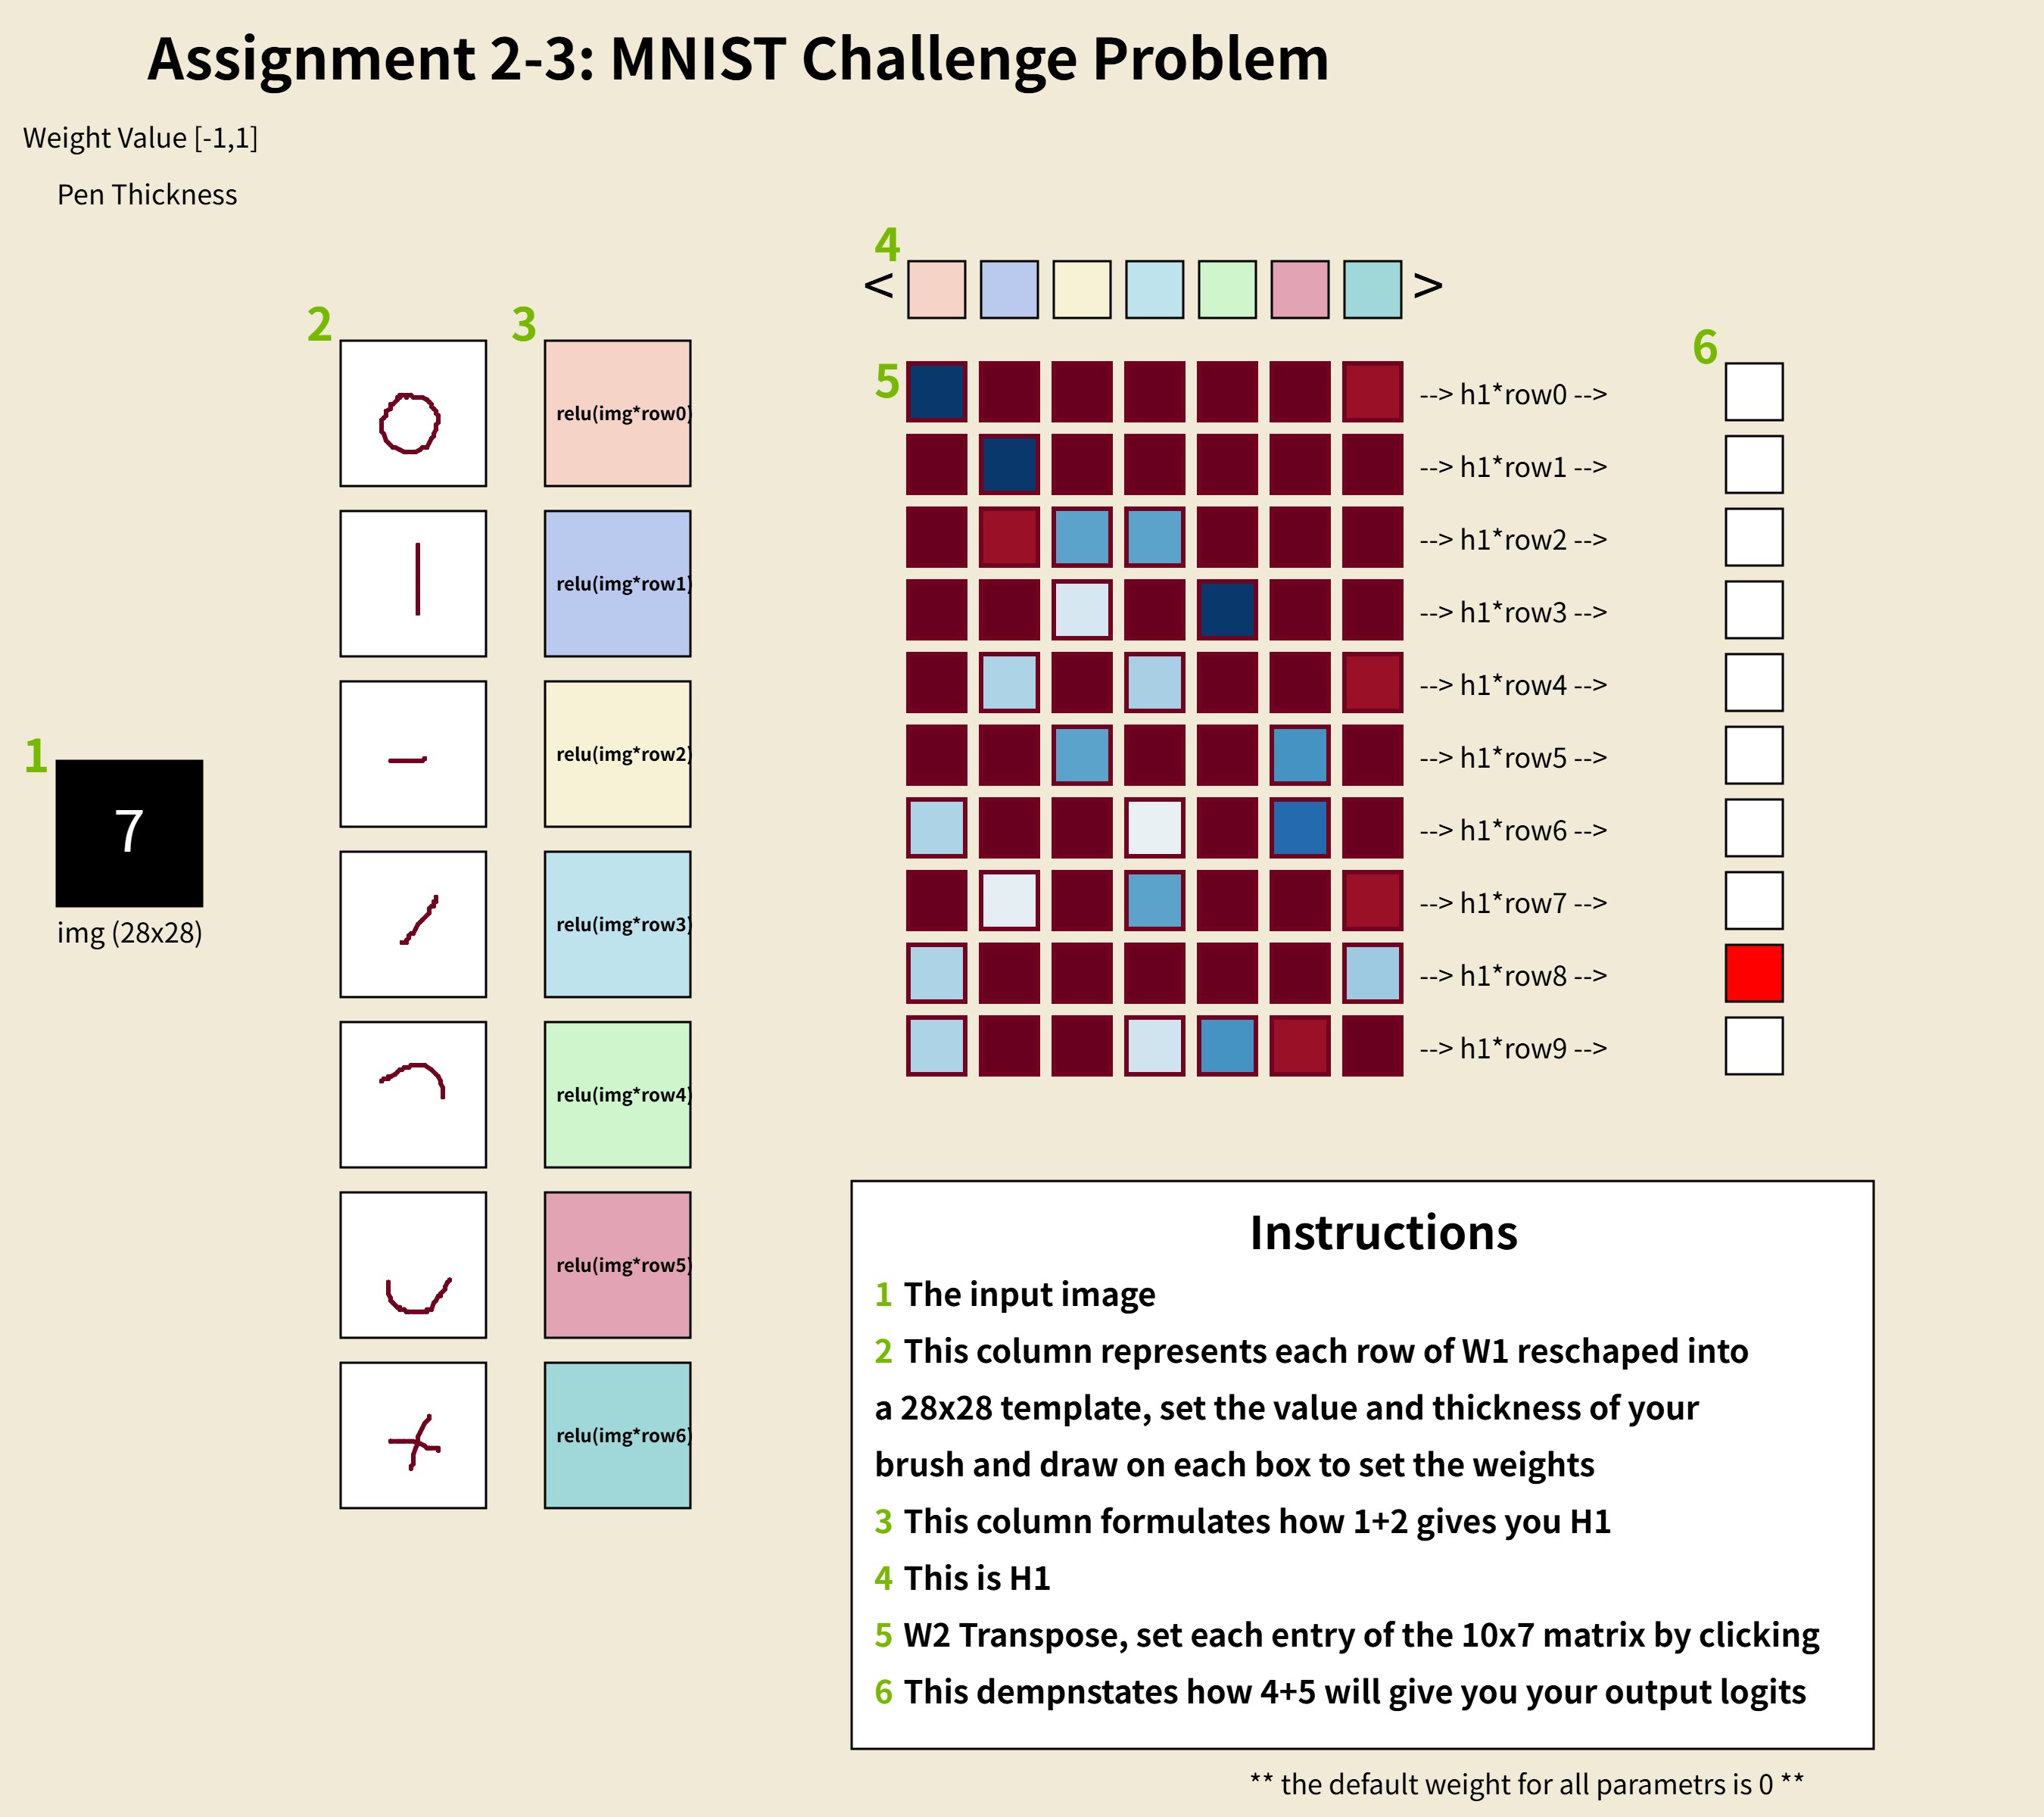 Assignment 2-3: MNIST Challenge Problem
Weight Value [-1,1]
Pen Thickness
4
< >
2
3
relu(img*row0)
relu(img*row1)
relu(img*row2)
relu(img*row3)
relu(img*row4)
relu(img*row5)
relu(img*row6)
1
7
img (28x28)
5
6
--> h1*row0 -->
--> h1*row1 -->
--> h1*row2 -->
--> h1*row3 -->
--> h1*row4 -->
--> h1*row5 -->
--> h1*row6 -->
--> h1*row7 -->
--> h1*row8 -->
--> h1*row9 -->
Instructions
1 The input image
2 This column represents each row of W1 reschaped into
a 28x28 template, set the value and thickness of your
brush and draw on each box to set the weights
3 This column formulates how 1+2 gives you H1
4 This is H1
5 W2 Transpose, set each entry of the 10x7 matrix by clicking
6 This dempnstates how 4+5 will give you your output logits
** the default weight for all parametrs is 0 **